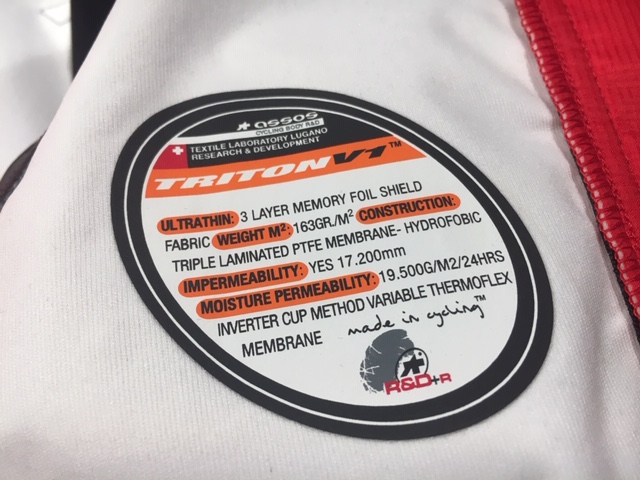 assos
CYCLING BODY R&D
TEXTILE LABORATORY LUGANO
RESEARCH & DEVELOPMENT
TRITON V1™
ULTRATHIN: 3 LAYER MEMORY FOIL SHIELD
FABRIC WEIGHT M²: 163GR./M² CONSTRUCTION:
TRIPLE LAMINATED PTFE MEMBRANE- HYDROFOBIC
IMPERMEABILITY: YES 17.200mm
MOISTURE PERMEABILITY: 19.500G/M2/24HRS
INVERTER CUP METHOD VARIABLE THERMOFLEX
MEMBRANE made in cycling™
R&D+R